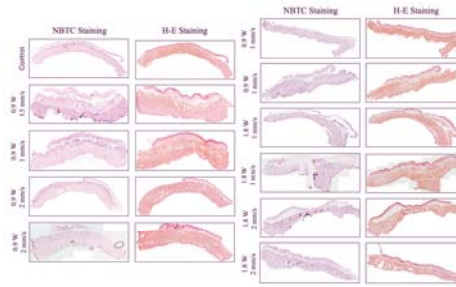 NBTC Staining
H-E Staining
Control
0.9 W
1.5 mm/s
0.9 W
1 mm/s
0.9 W
2 mm/s
0.9 W
2 mm/s
NBTC Staining
H-E Staining
0.9 W
1 mm/s
0.9 W
1 mm/s
1.8 W
1 mm/s
1.8W
1 mm/s
1.8 W
2 mm/s
1.8 W
2 mm/s